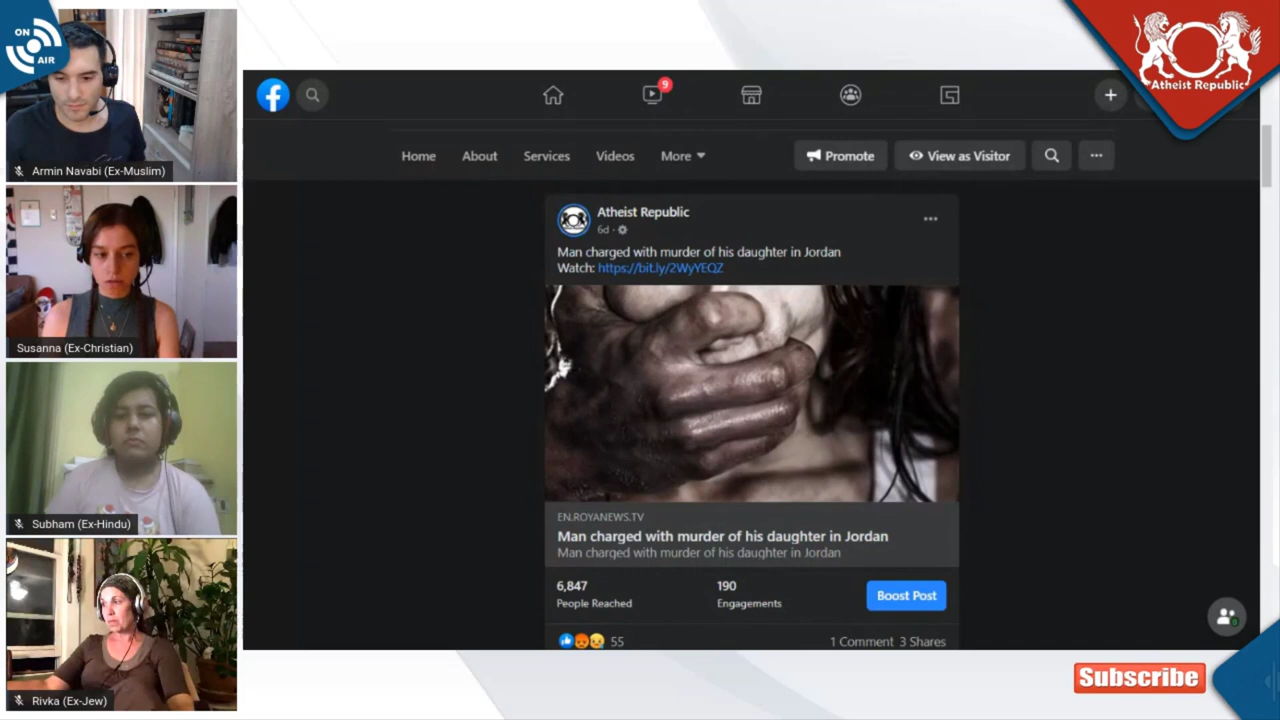 ON
AIR
Armin Navabi (Ex-Muslim)
Susanna (Ex-Christian)
Subham (Ex-Hindu)
Rivka (Ex-Jew)
9
Home
About
Services
Videos
More
Promote
View as Visitor
Atheist Republic
6d
Man charged with murder of his daughter in Jordan
Watch: https://bit.ly/2WyYEQZ
EN.ROYANEWS.TV
Man charged with murder of his daughter in Jordan
Man charged with murder of his daughter in Jordan
6,847
People Reached
190
Engagements
Boost Post
55
1 Comment 3 Shares
Atheist Republic
Subscribe